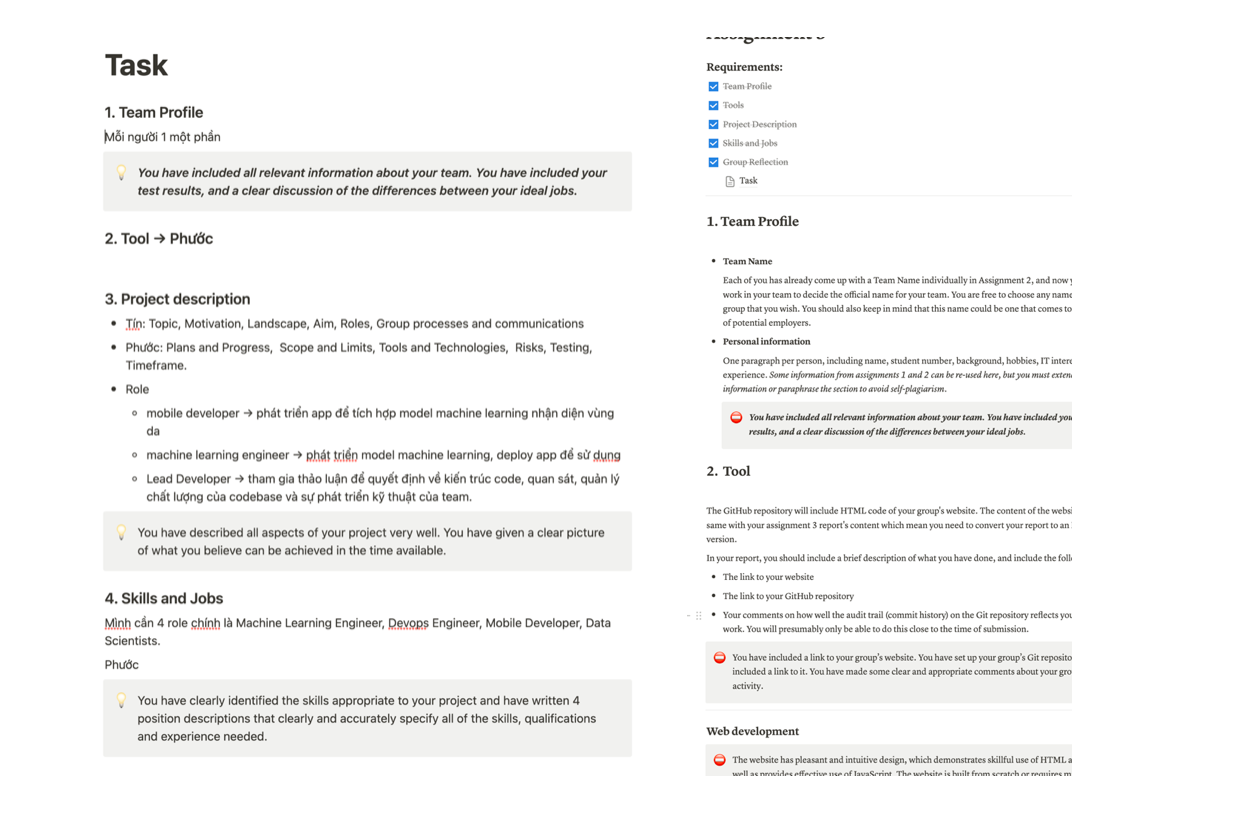 Task
1. Team Profile
Mỗi người 1 một phần
You have included all relevant information about your team. You have included your
test results, and a clear discussion of the differences between your ideal jobs.
2. Tool → Phước
3. Project description
• Tín: Topic, Motivation, Landscape, Aim, Roles, Group processes and communications
• Phước: Plans and Progress, Scope and Limits, Tools and Technologies, Risks, Testing,
Timeframe.
• Role
◦ mobile developer → phát triển app để tích hợp model machine learning nhận diện vùng
da
◦ machine learning engineer → phát triển model machine learning, deploy app để sử dụng
◦ Lead Developer → tham gia thảo luận để quyết định về kiến trúc code, quan sát, quản lý
chất lượng của codebase và sự phát triển kỹ thuật của team.
You have described all aspects of your project very well. You have given a clear picture
of what you believe can be achieved in the time available.
4. Skills and Jobs
Mình cần 4 role chính là Machine Learning Engineer, Devops Engineer, Mobile Developer, Data
Scientists.
Phước
You have clearly identified the skills appropriate to your project and have written 4
position descriptions that clearly and accurately specify all of the skills, qualifications
and experience needed.
Requirements:
Team Profile
Tools
Project Description
Skills and Jobs
Group Reflection
Task
1. Team Profile
• Team Name
Each of you has already come up with a Team Name individually in Assignment 2, and now
work in your team to decide the official name for your team. You are free to choose any name
group that you wish. You should also keep in mind that this name could be one that comes to
of potential employers.
• Personal information
One paragraph per person, including name, student number, background, hobbies, IT
experience. Some information from assignments 1 and 2 can be re-used here, but you must
information or paraphrase the section to avoid self-plagiarism.
You have included all relevant information about your team. You have included
results, and a clear discussion of the differences between your ideal jobs.
2. Tool
The GitHub repository will include HTML code of your group's website. The content of the
same with your assignment 3 report's content which mean you need to convert your report to an
version.
In your report, you should include a brief description of what you have done, and include the
• The link to your website
• The link to your GitHub repository
• Your comments on how well the audit trail (commit history) on the Git repository reflects
work. You will presumably only be able to do this close to the time of submission.
You have included a link to your group's website. You have set up your group's Git
included a link to it. You have made some clear and appropriate comments about your
activity.
Web development
The website has pleasant and intuitive design, which demonstrates skillful use of HTML
well as provides effective use of JavaScript. The website is built from scratch or requires